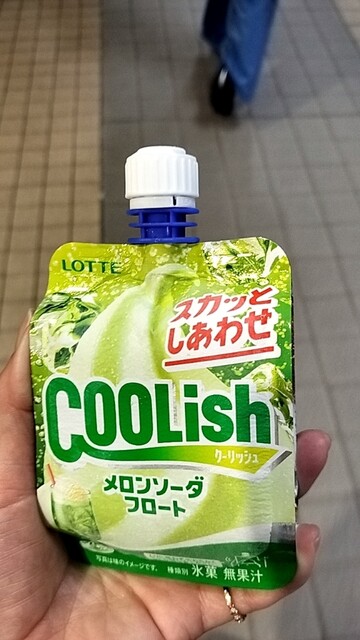 LOTTE
スカッと
しあわせ
COOLish
クーリッシュ
メロンソーダ
フロート
写真は味のイメージです。 種類別 氷菓 無果汁